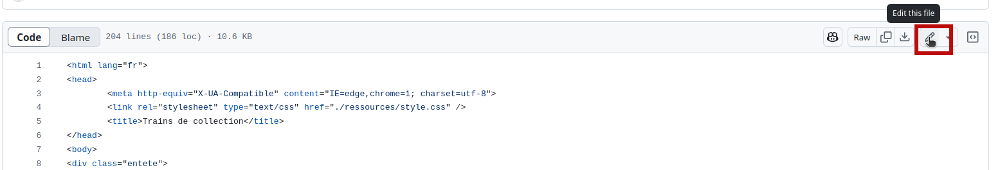 Edit this file
Code Blame 204 lines (186 loc) · 10.6 KB Raw
1 <html lang="fr">
2 <head>
3 <meta http-equiv="X-UA-Compatible" content="IE=edge,chrome=1; charset=utf-8">
4 <link rel="stylesheet" type="text/css" href="./ressources/style.css" />
5 <title>Trains de collection</title>
6 </head>
7 <body>
8 <div class="entete">